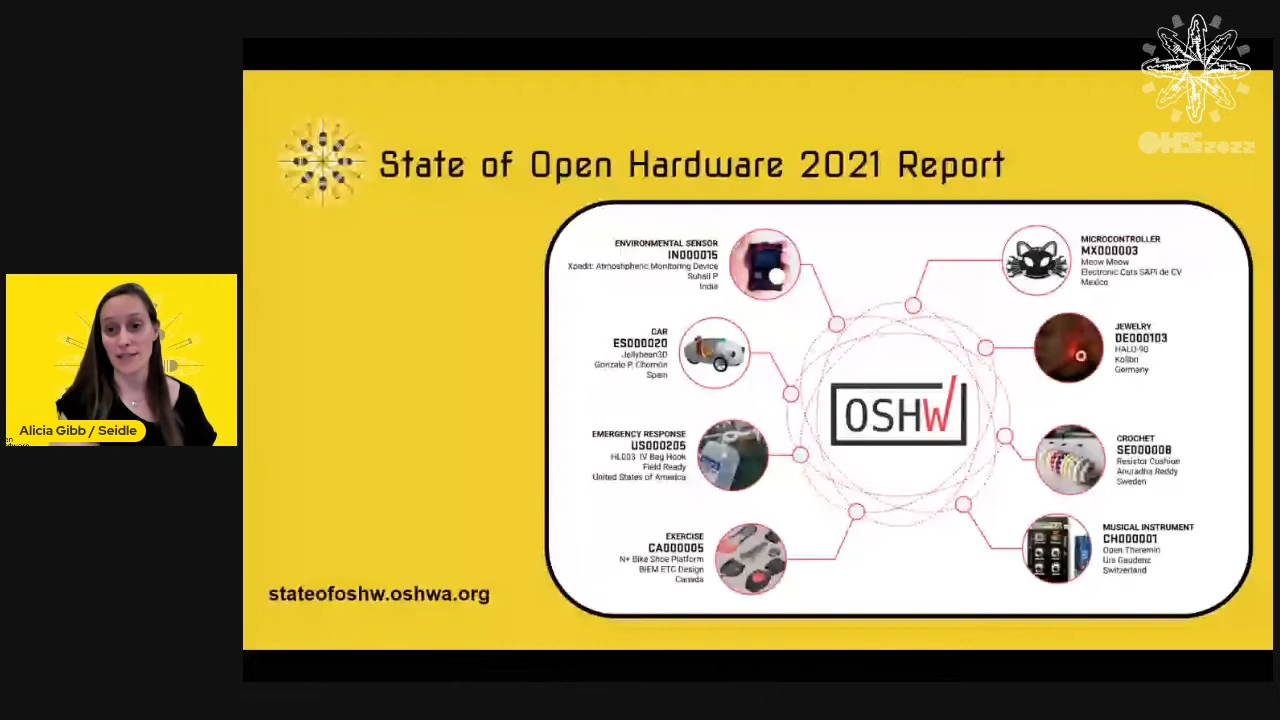 OHS 2022
State of Open Hardware 2021 Report
ENVIRONMENTAL SENSOR
IN000015
Xpedit: Atmoshpheric Monitoring Device
Suhail P
India
CAR
ES000020
Jellybean3D
Gonzalo P. Chomón
Spain
EMERGENCY RESPONSE
US000205
HL003 IV Bag Hook
Field Ready
United States of America
EXERCISE
CA000005
N+ Bike Shoe Platform
BIEM ETC Design
Canada
OSHW
MICROCONTROLLER
MX000003
Meow Meow
Electronic Cats SAPI de CV
Mexico
JEWELRY
DE000103
HALO-90
Kolibri
Germany
CROCHET
SE000008
Resistor Cushion
Anuradha Reddy
Sweden
MUSICAL INSTRUMENT
CH000001
Open Theremin
Urs Gaudenz
Switzerland
stateofoshw.oshwa.org
Alicia Gibb / Seidle